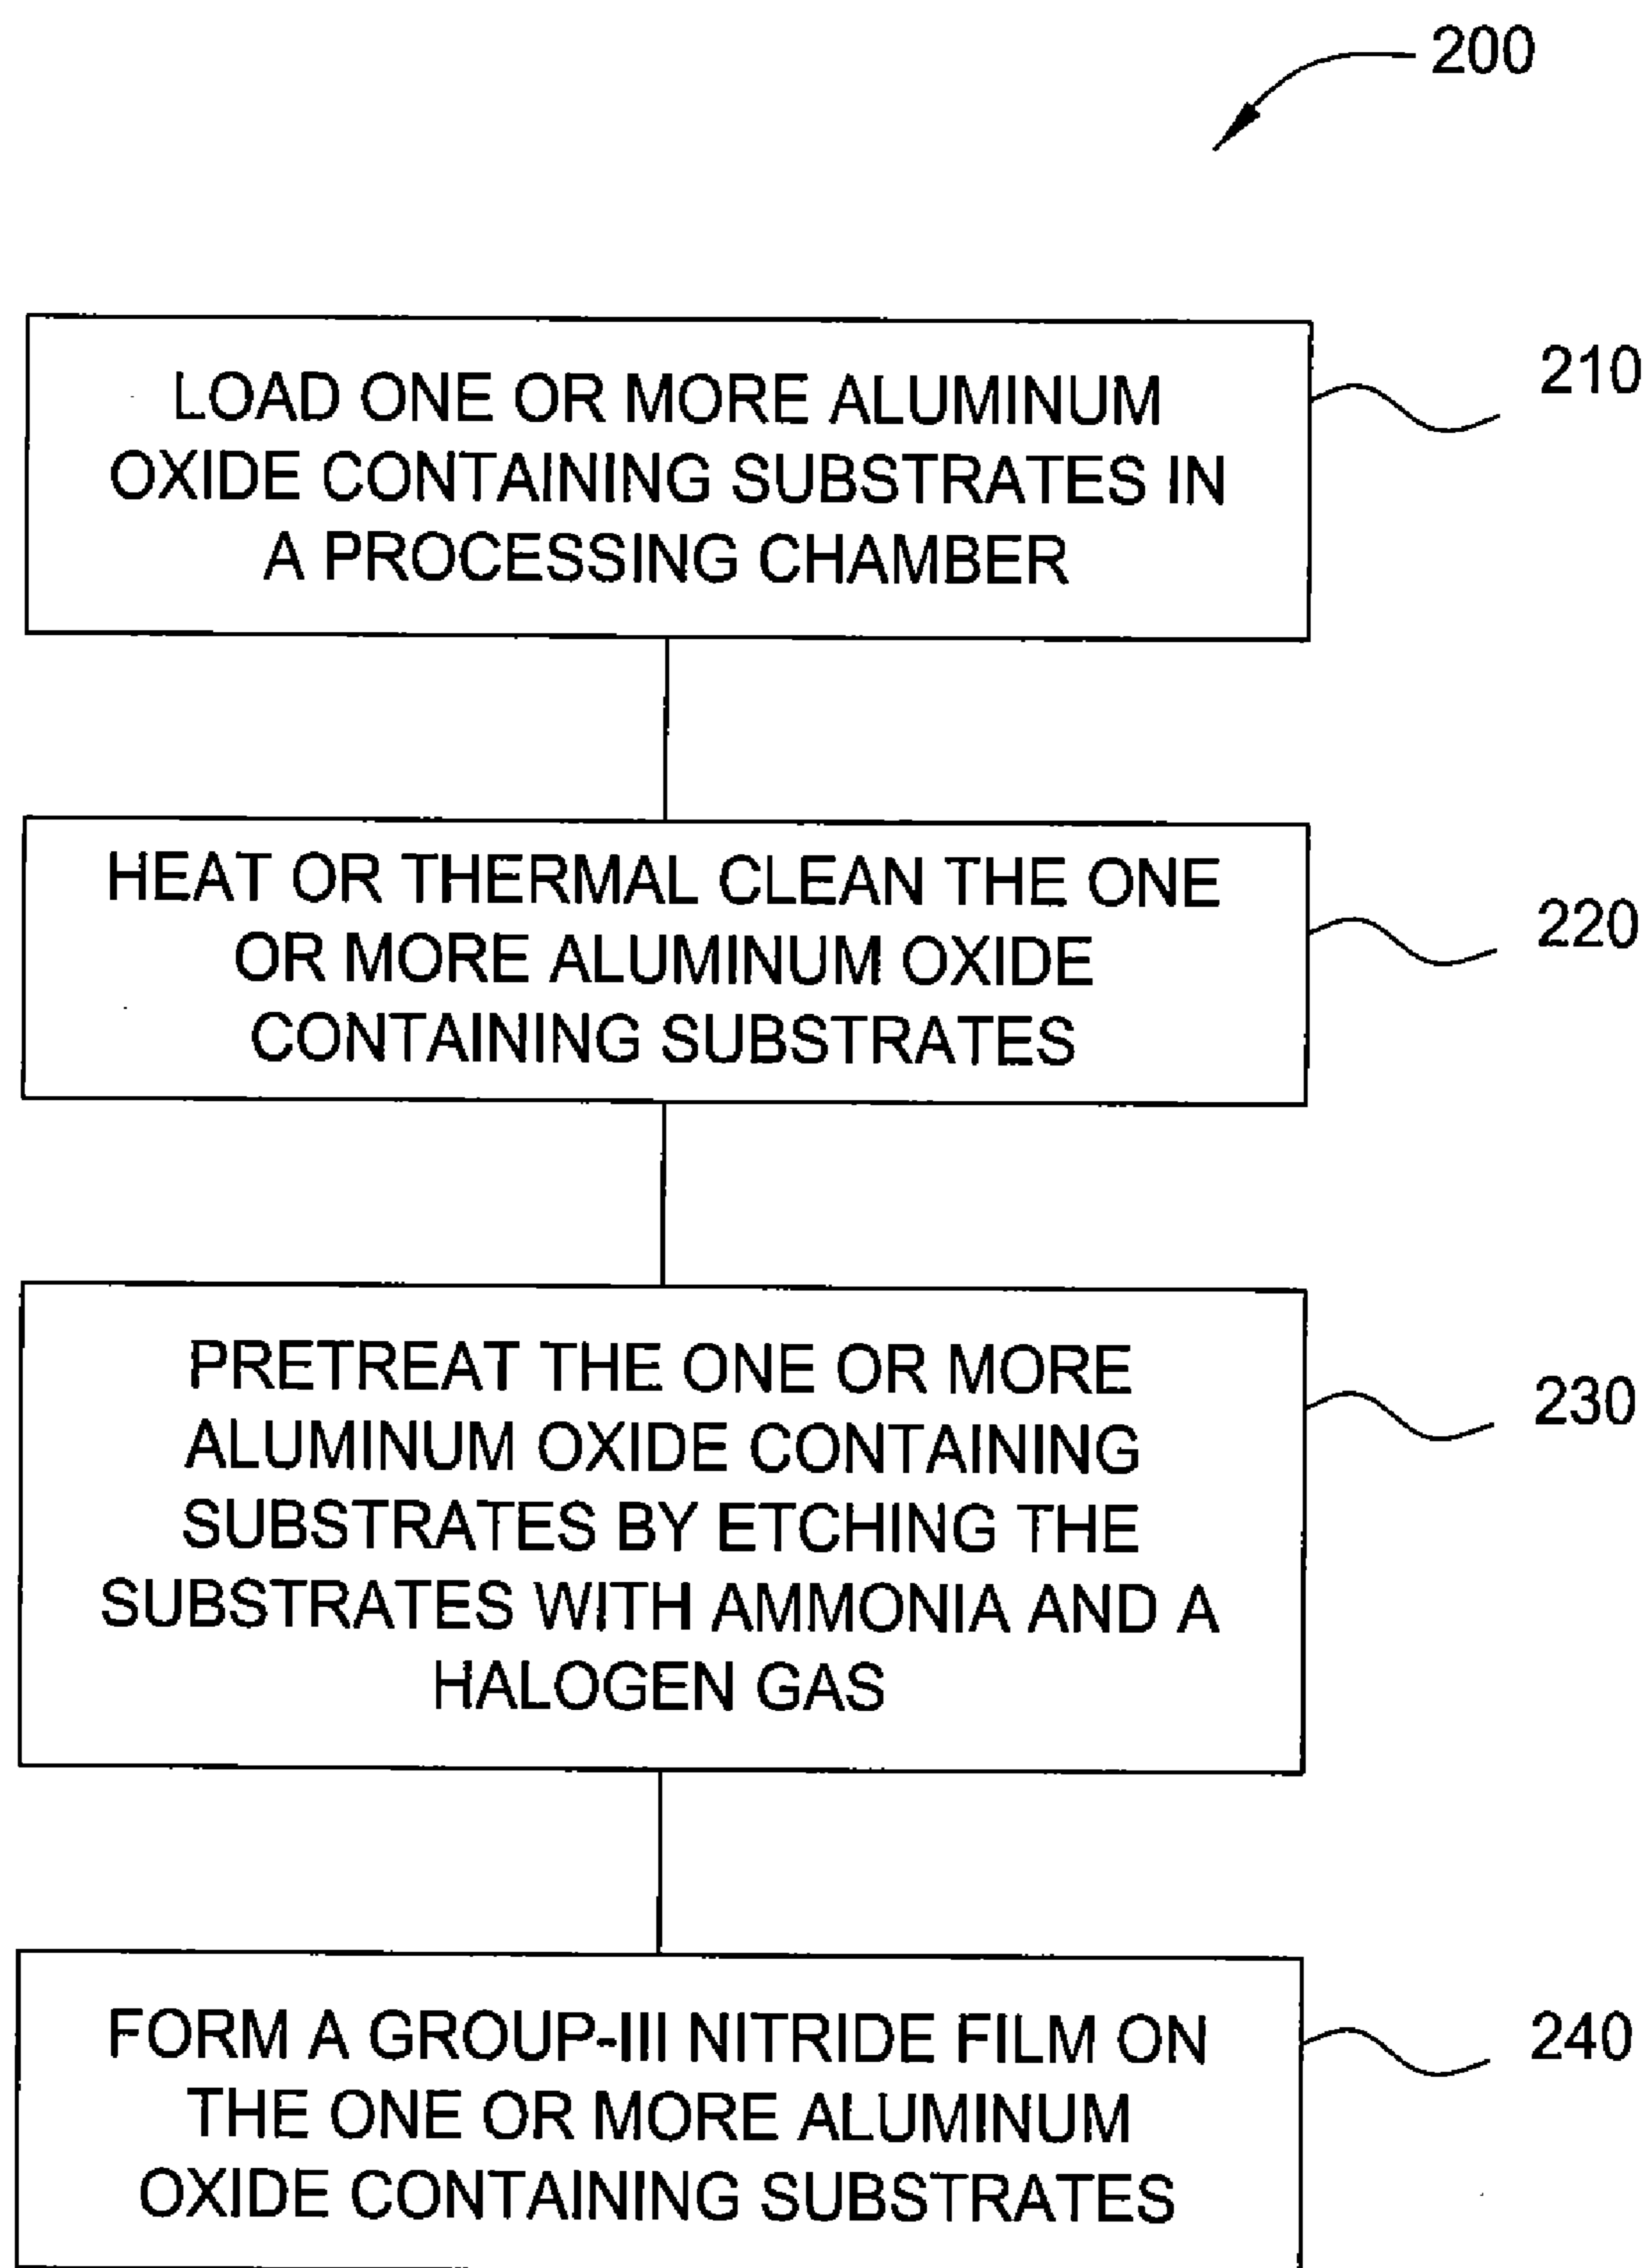 200
LOAD ONE OR MORE ALUMINUM
OXIDE CONTAINING SUBSTRATES IN
A PROCESSING CHAMBER
210
HEAT OR THERMAL CLEAN THE ONE
OR MORE ALUMINUM OXIDE
CONTAINING SUBSTRATES
220
PRETREAT THE ONE OR MORE
ALUMINUM OXIDE CONTAINING
SUBSTRATES BY ETCHING THE
SUBSTRATES WITH AMMONIA AND A
HALOGEN GAS
230
FORM A GROUP-III NITRIDE FILM ON
THE ONE OR MORE ALUMINUM
OXIDE CONTAINING SUBSTRATES
240